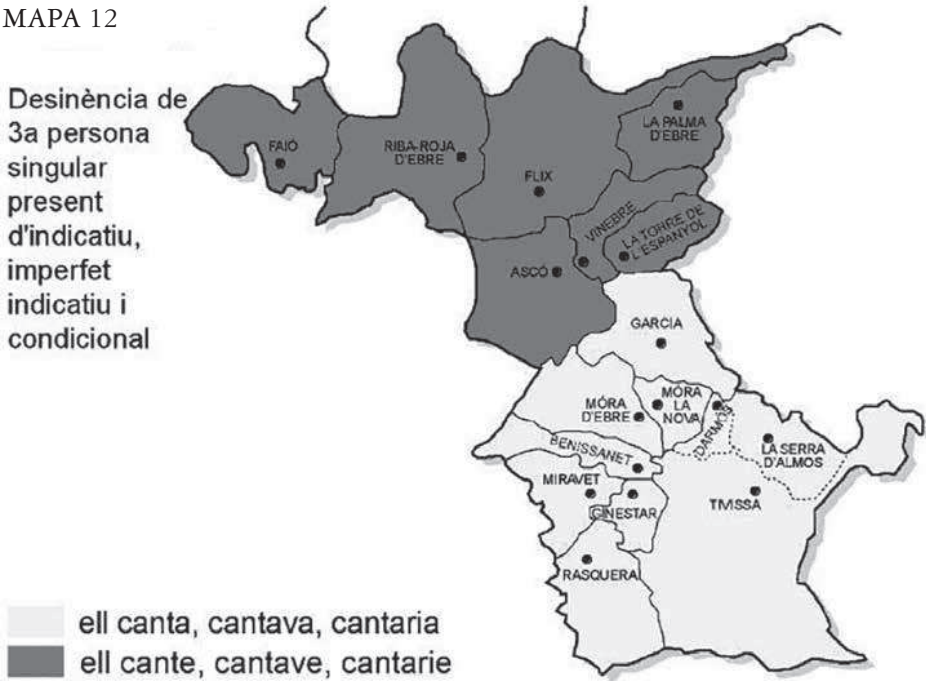 MAPA 12
Desinència de
3a persona
singular
present
d'indicatiu,
imperfet
indicatiu i
condicional
FAIÓ
RIBA-ROJA
D'EBRE
FLIX
LA PALMA
D'EBRE
VINEBRE
LA TORRE DE
L'ESPANYOL
ASCÓ
GARCIA
MÓRA
D'EBRE
MÓRA
LA
NOVA
DARMÓS
LA SERRA
D'ALMOS
BENISSANET
MIRAVET
GINESTAR
TIVISSA
RASQUERA
ell canta, cantava, cantaria
ell cante, cantave, cantarie